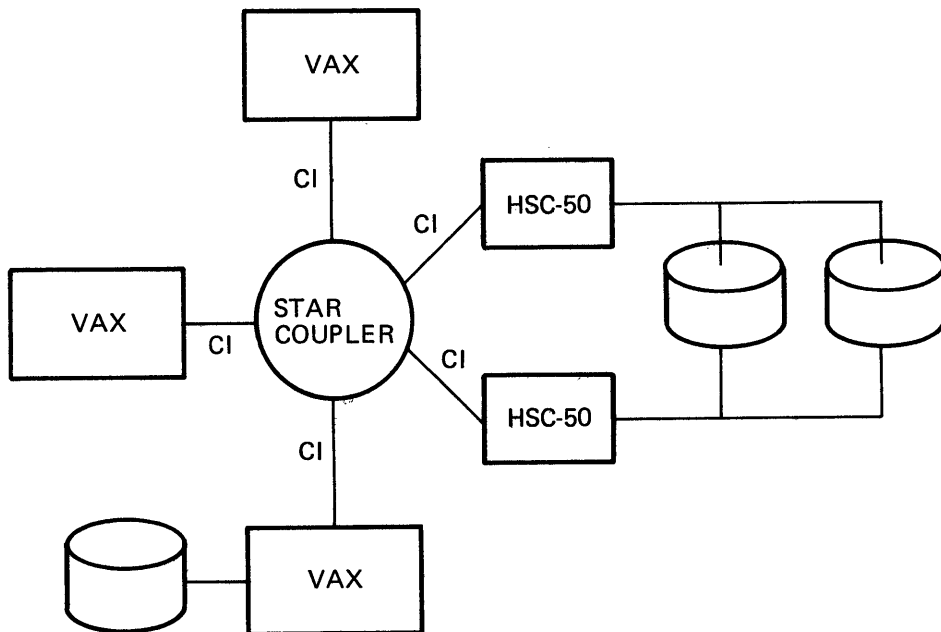 VAX
CI
CI
HSC-50
VAX
CI
STAR
COUPLER
CI
HSC-50
CI
VAX